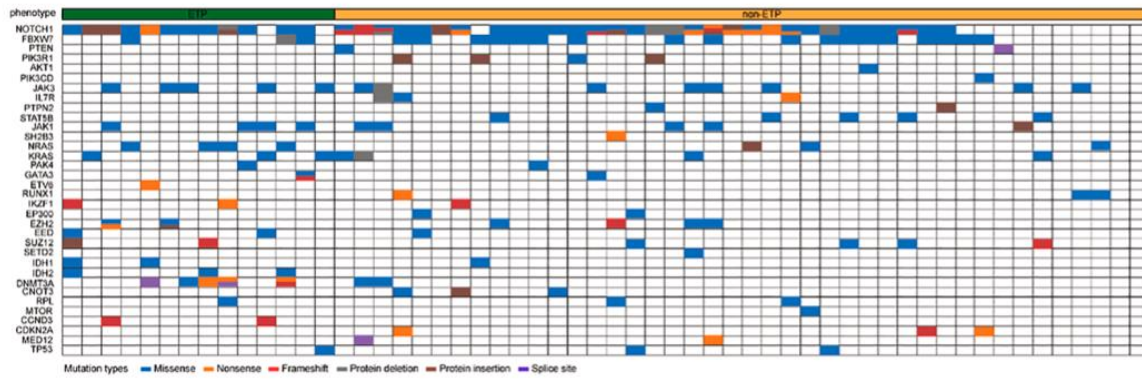 phenotype ETP non-ETP
NOTCH1
FBXW7
PTEN
PIK3R1
AKT1
PIK3CD
JAK3
IL7R
PTPN2
STAT5B
JAK1
SH2B3
NRAS
KRAS
PAK4
GATA3
ETV6
RUNX1
IKZF1
EP300
EZH2
EED
SUZ12
SETD2
IDH1
IDH2
DNMT3A
CNOT3
RPL
MTOR
CCND3
CDKN2A
MED12
TP53
Mutation types Missense Nonsense Frameshift Protein deletion Protein insertion Splice site